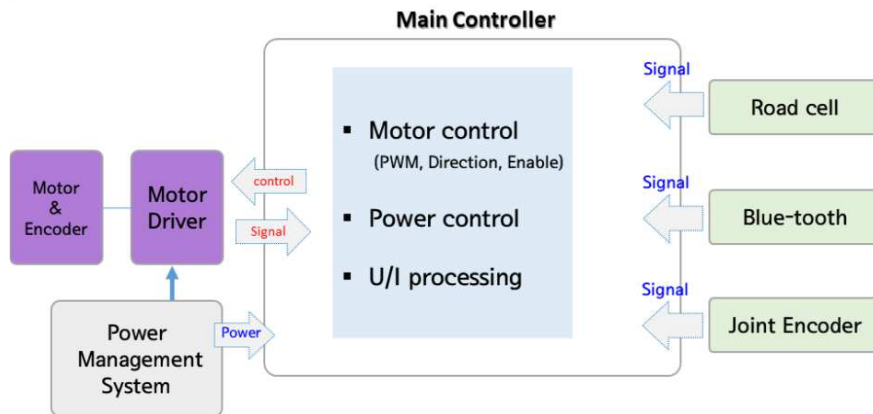 Main Controller
Motor
&
Encoder
Motor
Driver
control
Signal
Power
Management
System
Power
▪ Motor control
(PWM, Direction, Enable)
▪ Power control
▪ U/I processing
Signal
Road cell
Signal
Blue-tooth
Signal
Joint Encoder